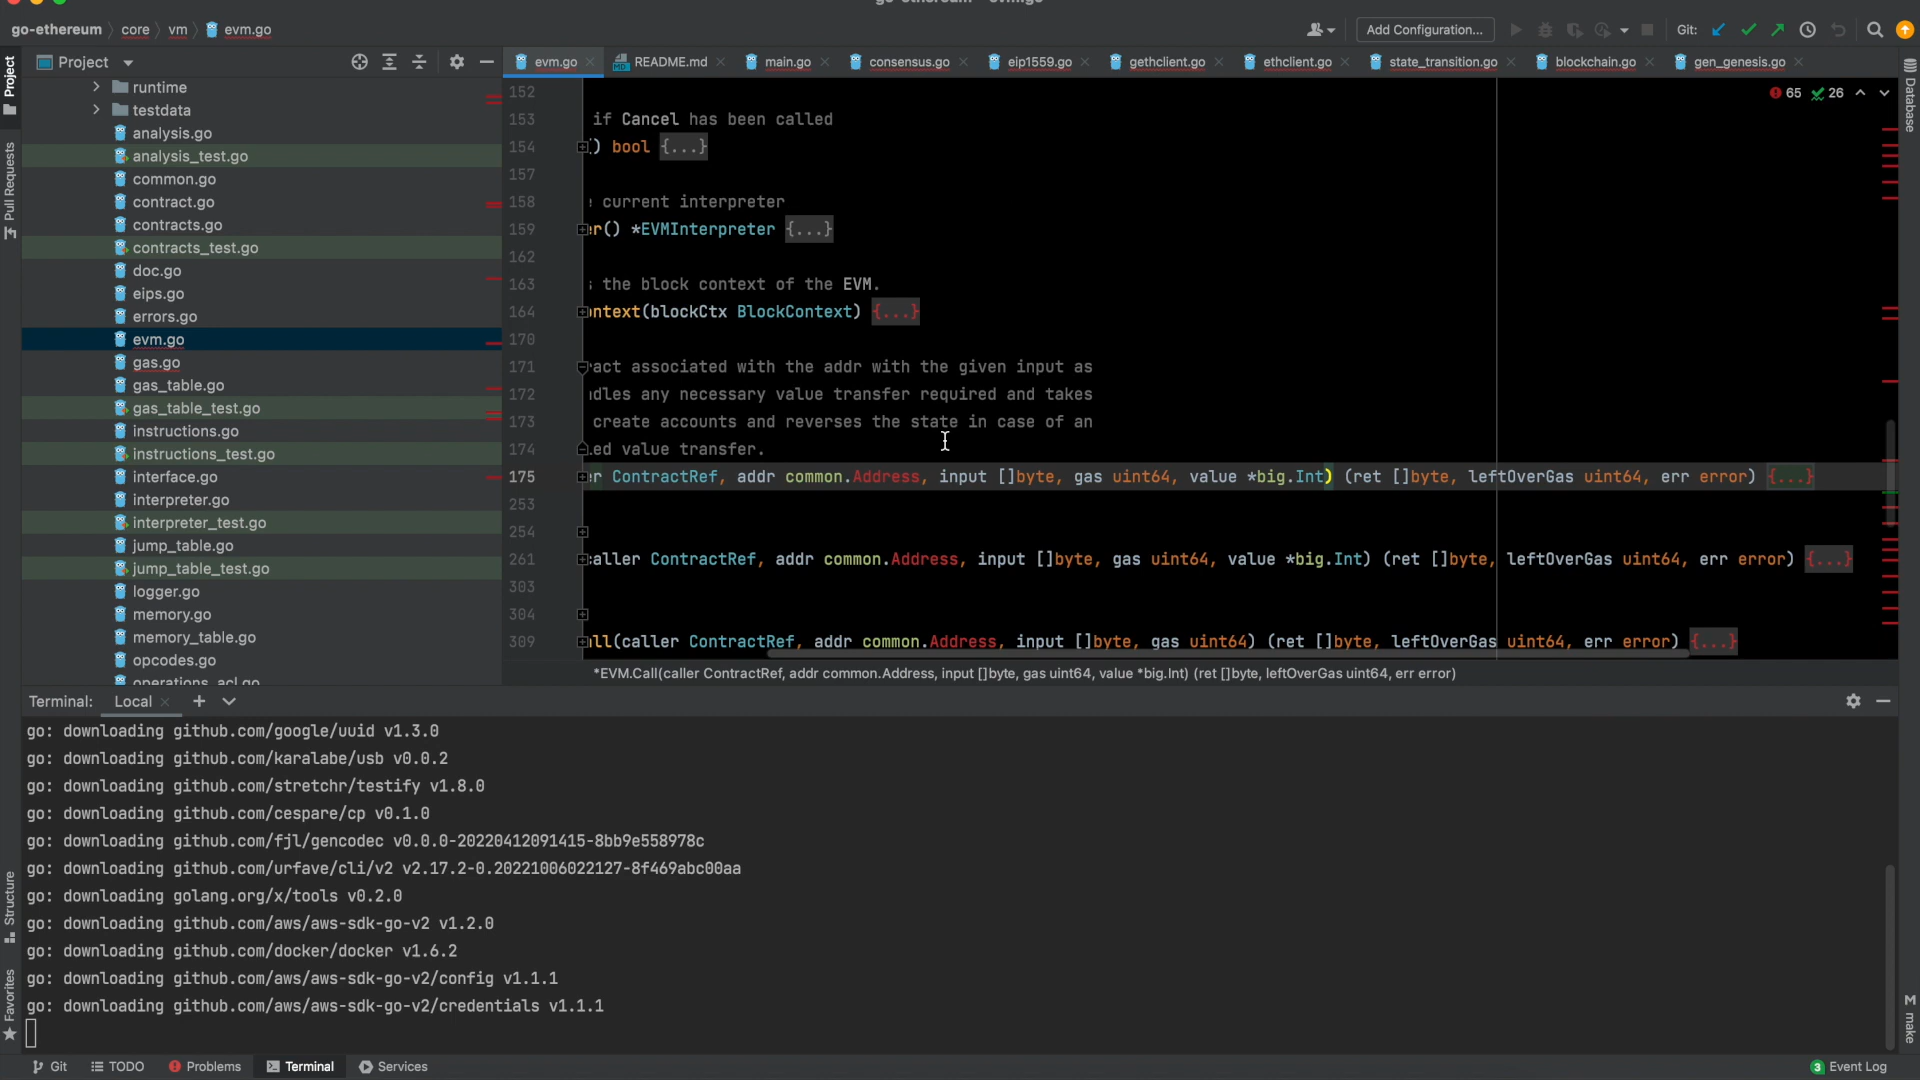 go-ethereum core vm evm.go
Add Configuration...
Git:
Project
evm.go README.md main.go consensus.go eip1559.go gethclient.go ethclient.go state_transition.go blockchain.go gen_genesis.go
Project
Pull Requests
Structure
Favorites
Database
make
runtime
testdata
analysis.go
analysis_test.go
common.go
contract.go
contracts.go
contracts_test.go
doc.go
eips.go
errors.go
evm.go
gas.go
gas_table.go
gas_table_test.go
instructions.go
instructions_test.go
interface.go
interpreter.go
interpreter_test.go
jump_table.go
jump_table_test.go
logger.go
memory.go
memory_table.go
opcodes.go
operations_acl.go
65 26
152
153 if Cancel has been called
154 ) bool {...}
157
158 current interpreter
159 r() *EVMInterpreter {...}
162
163 the block context of the EVM.
164 ntext(blockCtx BlockContext) {...}
170
171 act associated with the addr with the given input as
172 dles any necessary value transfer required and takes
173 create accounts and reverses the state in case of an
174 ed value transfer.
175 r ContractRef, addr common.Address, input []byte, gas uint64, value *big.Int) (ret []byte, leftOverGas uint64, err error) {...}
253
254
261 caller ContractRef, addr common.Address, input []byte, gas uint64, value *big.Int) (ret []byte, leftOverGas uint64, err error) {...}
303
304
309 ll(caller ContractRef, addr common.Address, input []byte, gas uint64) (ret []byte, leftOverGas uint64, err error) {...}
*EVM.Call(caller ContractRef, addr common.Address, input []byte, gas uint64, value *big.Int) (ret []byte, leftOverGas uint64, err error)
Terminal: Local
go: downloading github.com/google/uuid v1.3.0
go: downloading github.com/karalabe/usb v0.0.2
go: downloading github.com/stretchr/testify v1.8.0
go: downloading github.com/cespare/cp v0.1.0
go: downloading github.com/fjl/gencodec v0.0.0-20220412091415-8bb9e558978c
go: downloading github.com/urfave/cli/v2 v2.17.2-0.20221006022127-8f469abc00aa
go: downloading golang.org/x/tools v0.2.0
go: downloading github.com/aws/aws-sdk-go-v2 v1.2.0
go: downloading github.com/docker/docker v1.6.2
go: downloading github.com/aws/aws-sdk-go-v2/config v1.1.1
go: downloading github.com/aws/aws-sdk-go-v2/credentials v1.1.1
Git TODO Problems Terminal Services
3 Event Log